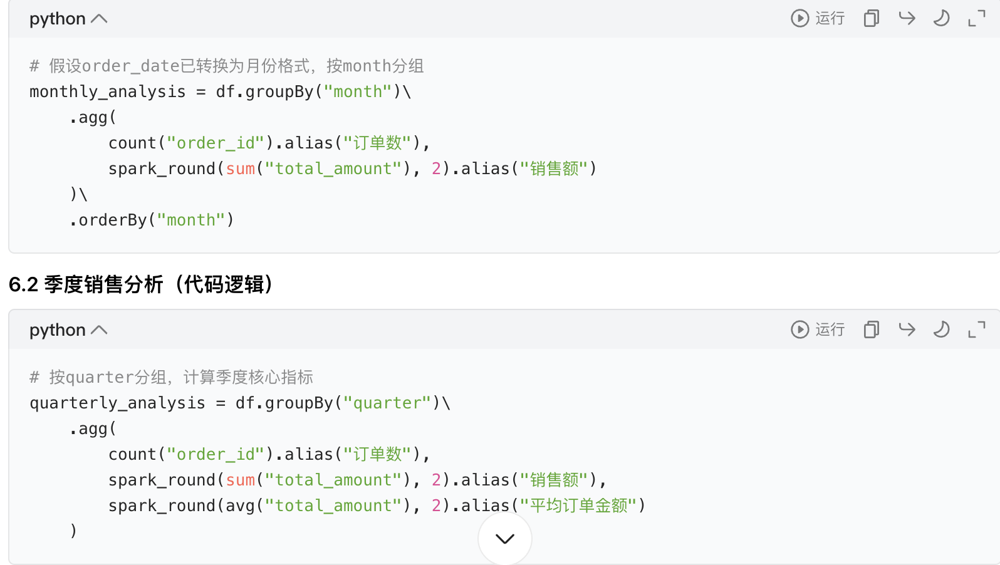 python
运行
# 假设order_date已转换为月份格式，按month分组
monthly_analysis = df.groupBy("month")\
    .agg(
        count("order_id").alias("订单数"),
        spark_round(sum("total_amount"), 2).alias("销售额")
    )\
    .orderBy("month")
6.2 季度销售分析（代码逻辑）
python
运行
# 按quarter分组，计算季度核心指标
quarterly_analysis = df.groupBy("quarter")\
    .agg(
        count("order_id").alias("订单数"),
        spark_round(sum("total_amount"), 2).alias("销售额"),
        spark_round(avg("total_amount"), 2).alias("平均订单金额")
    )